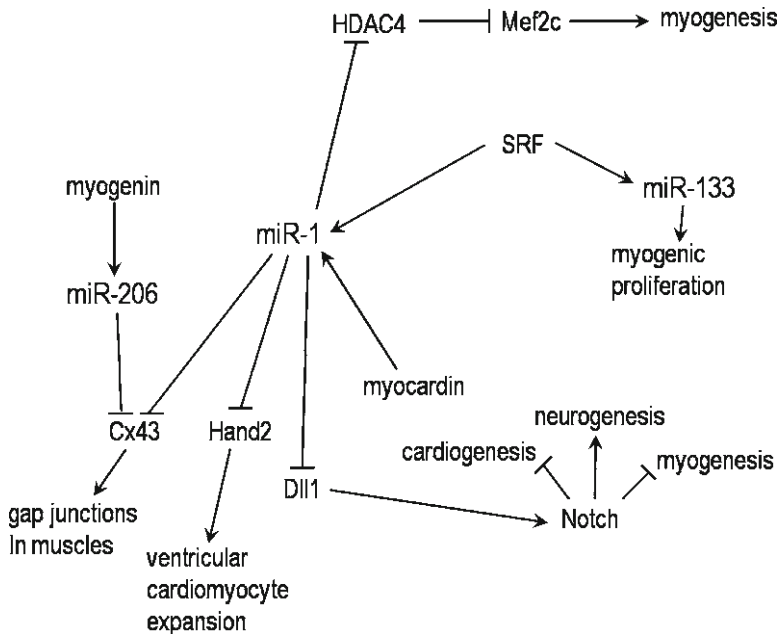 HDAC4
Mef2c
myogenesis
SRF
myogenin
miR-133
miR-1
myogenic
proliferation
miR-206
myocardin
neurogenesis
Cx43
Hand2
cardiogenesis
myogenesis
Dll1
Notch
gap junctions
In muscles
ventricular
cardiomyocyte
expansion